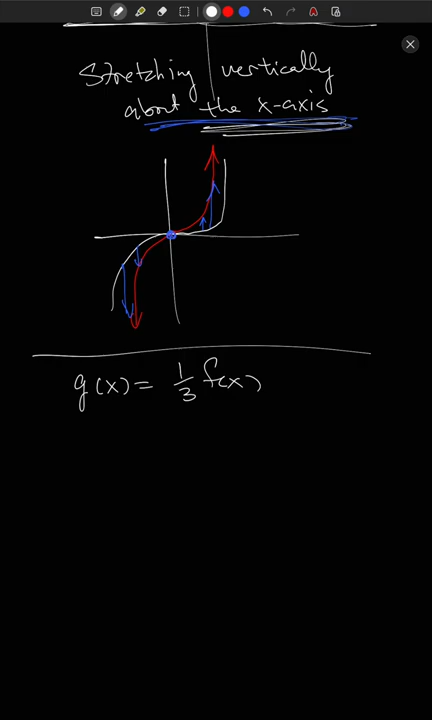 Stretching vertically
about the x-axis
g(x) = 1/3 f(x)